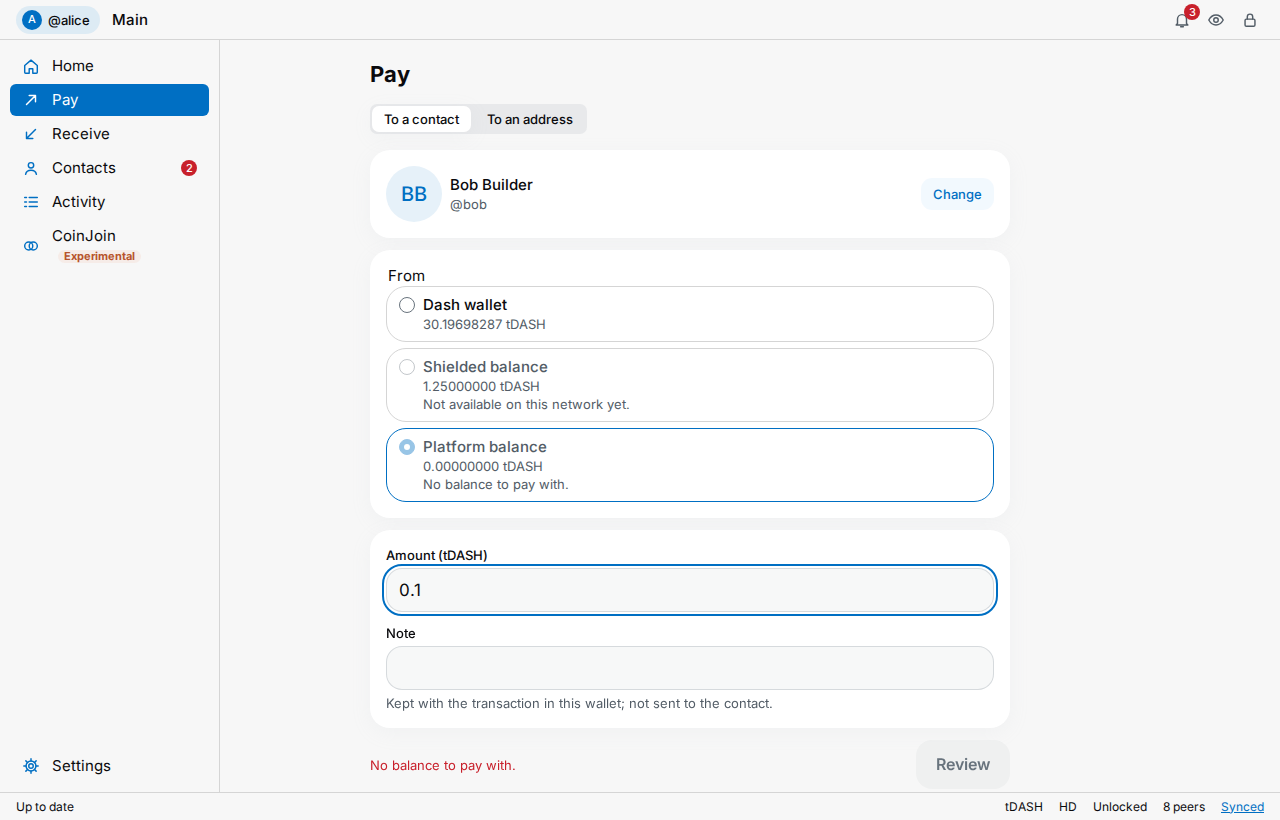 A @alice Main 3
Home
Pay
Receive
Contacts 2
Activity
CoinJoin
Experimental
Settings
Pay
To a contact To an address
BB
Bob Builder
@bob
Change
From
Dash wallet
30.19698287 tDASH
Shielded balance
1.25000000 tDASH
Not available on this network yet.
Platform balance
0.00000000 tDASH
No balance to pay with.
Amount (tDASH)
0.1
Note
Kept with the transaction in this wallet; not sent to the contact.
No balance to pay with. Review
Up to date tDASH HD Unlocked 8 peers Synced